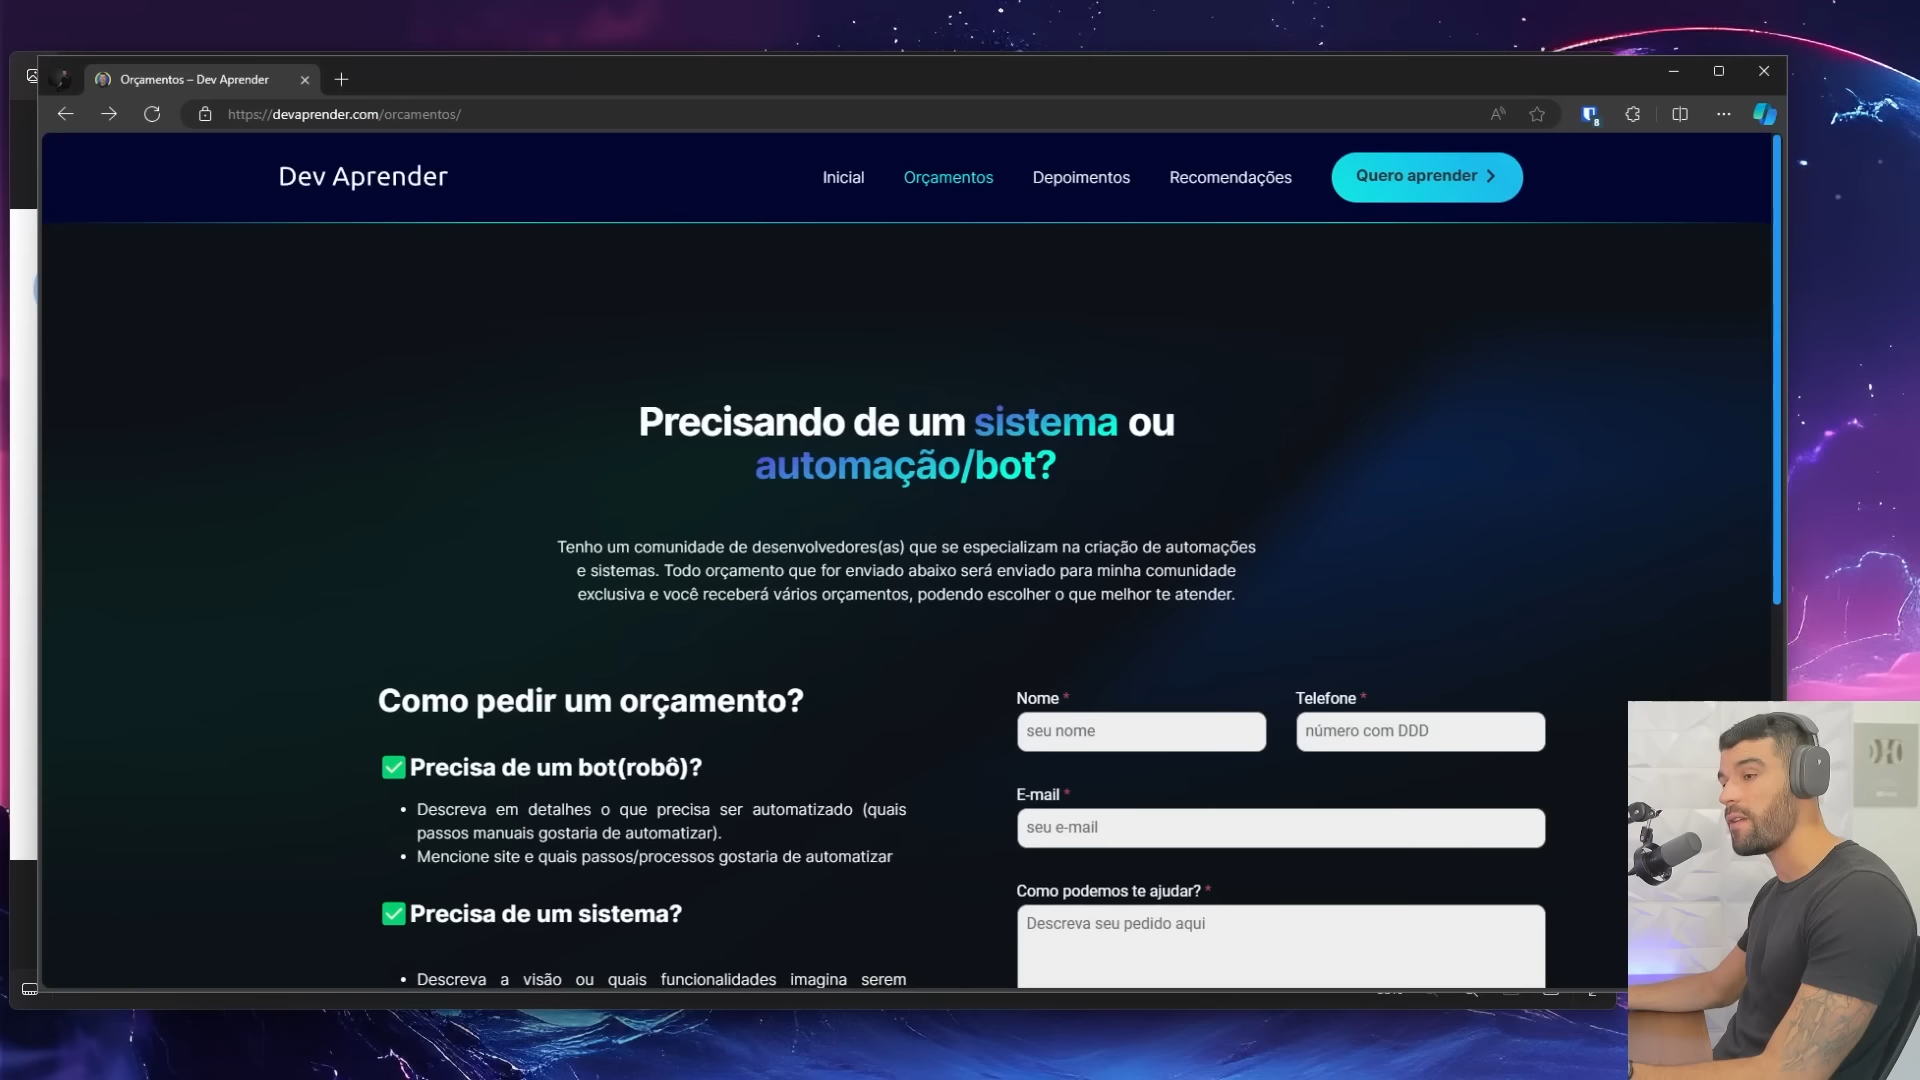 Orçamentos – Dev Aprender
https://devaprender.com/orcamentos/
8
Dev Aprender
Inicial
Orçamentos
Depoimentos
Recomendações
Quero aprender
Precisando de um sistema ou
automação/bot?
Tenho um comunidade de desenvolvedores(as) que se especializam na criação de automações
e sistemas. Todo orçamento que for enviado abaixo será enviado para minha comunidade
exclusiva e você receberá vários orçamentos, podendo escolher o que melhor te atender.
Como pedir um orçamento?
Precisa de um bot(robô)?
• Descreva em detalhes o que precisa ser automatizado (quais
passos manuais gostaria de automatizar).
• Mencione site e quais passos/processos gostaria de automatizar
Precisa de um sistema?
• Descreva a visão ou quais funcionalidades imagina serem
Nome *
seu nome
Telefone *
número com DDD
E-mail *
seu e-mail
Como podemos te ajudar? *
Descreva seu pedido aqui